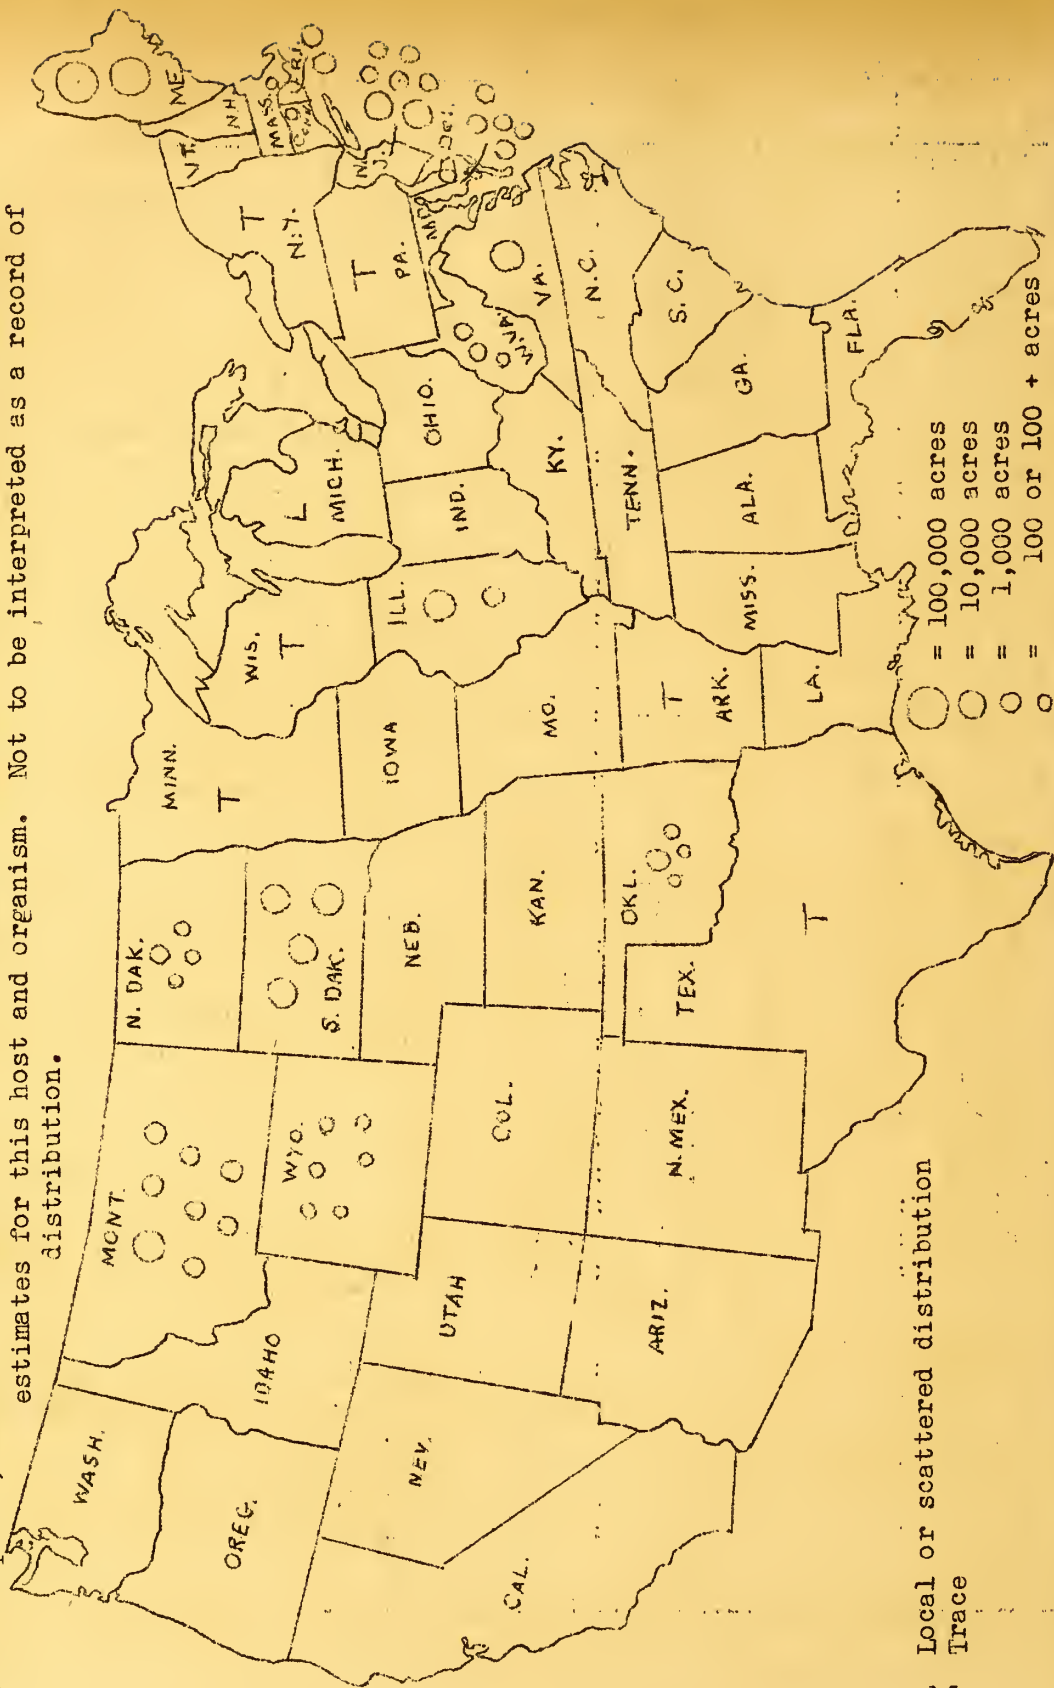 estimates for this host and organism. Not to be interpreted as a record of
distribution.
WASH.
OREG.
CAL.
NEV.
IDAHO
MONT.
WYO.
UTAH
ARIZ.
COL.
N. MEX.
N. DAK.
S. DAK.
NEB.
KAN.
OKL.
TEX.
T
MINN.
T
IOWA
MO.
T
ARK.
LA.
WIS.
T
ILL.
MICH.
L
IND.
OHIO.
KY.
TENN.
MISS.
ALA.
GA.
FLA.
S. C.
N. C.
VA.
W. VA.
MD.
DEL.
PA.
T
N. J.
N. Y.
T
VT.
N. H.
MASS.
CONN.
R. I.
ME.
= 100,000 acres
= 10,000 acres
= 1,000 acres
= 100 or 100 + acres
Local or scattered distribution
Trace